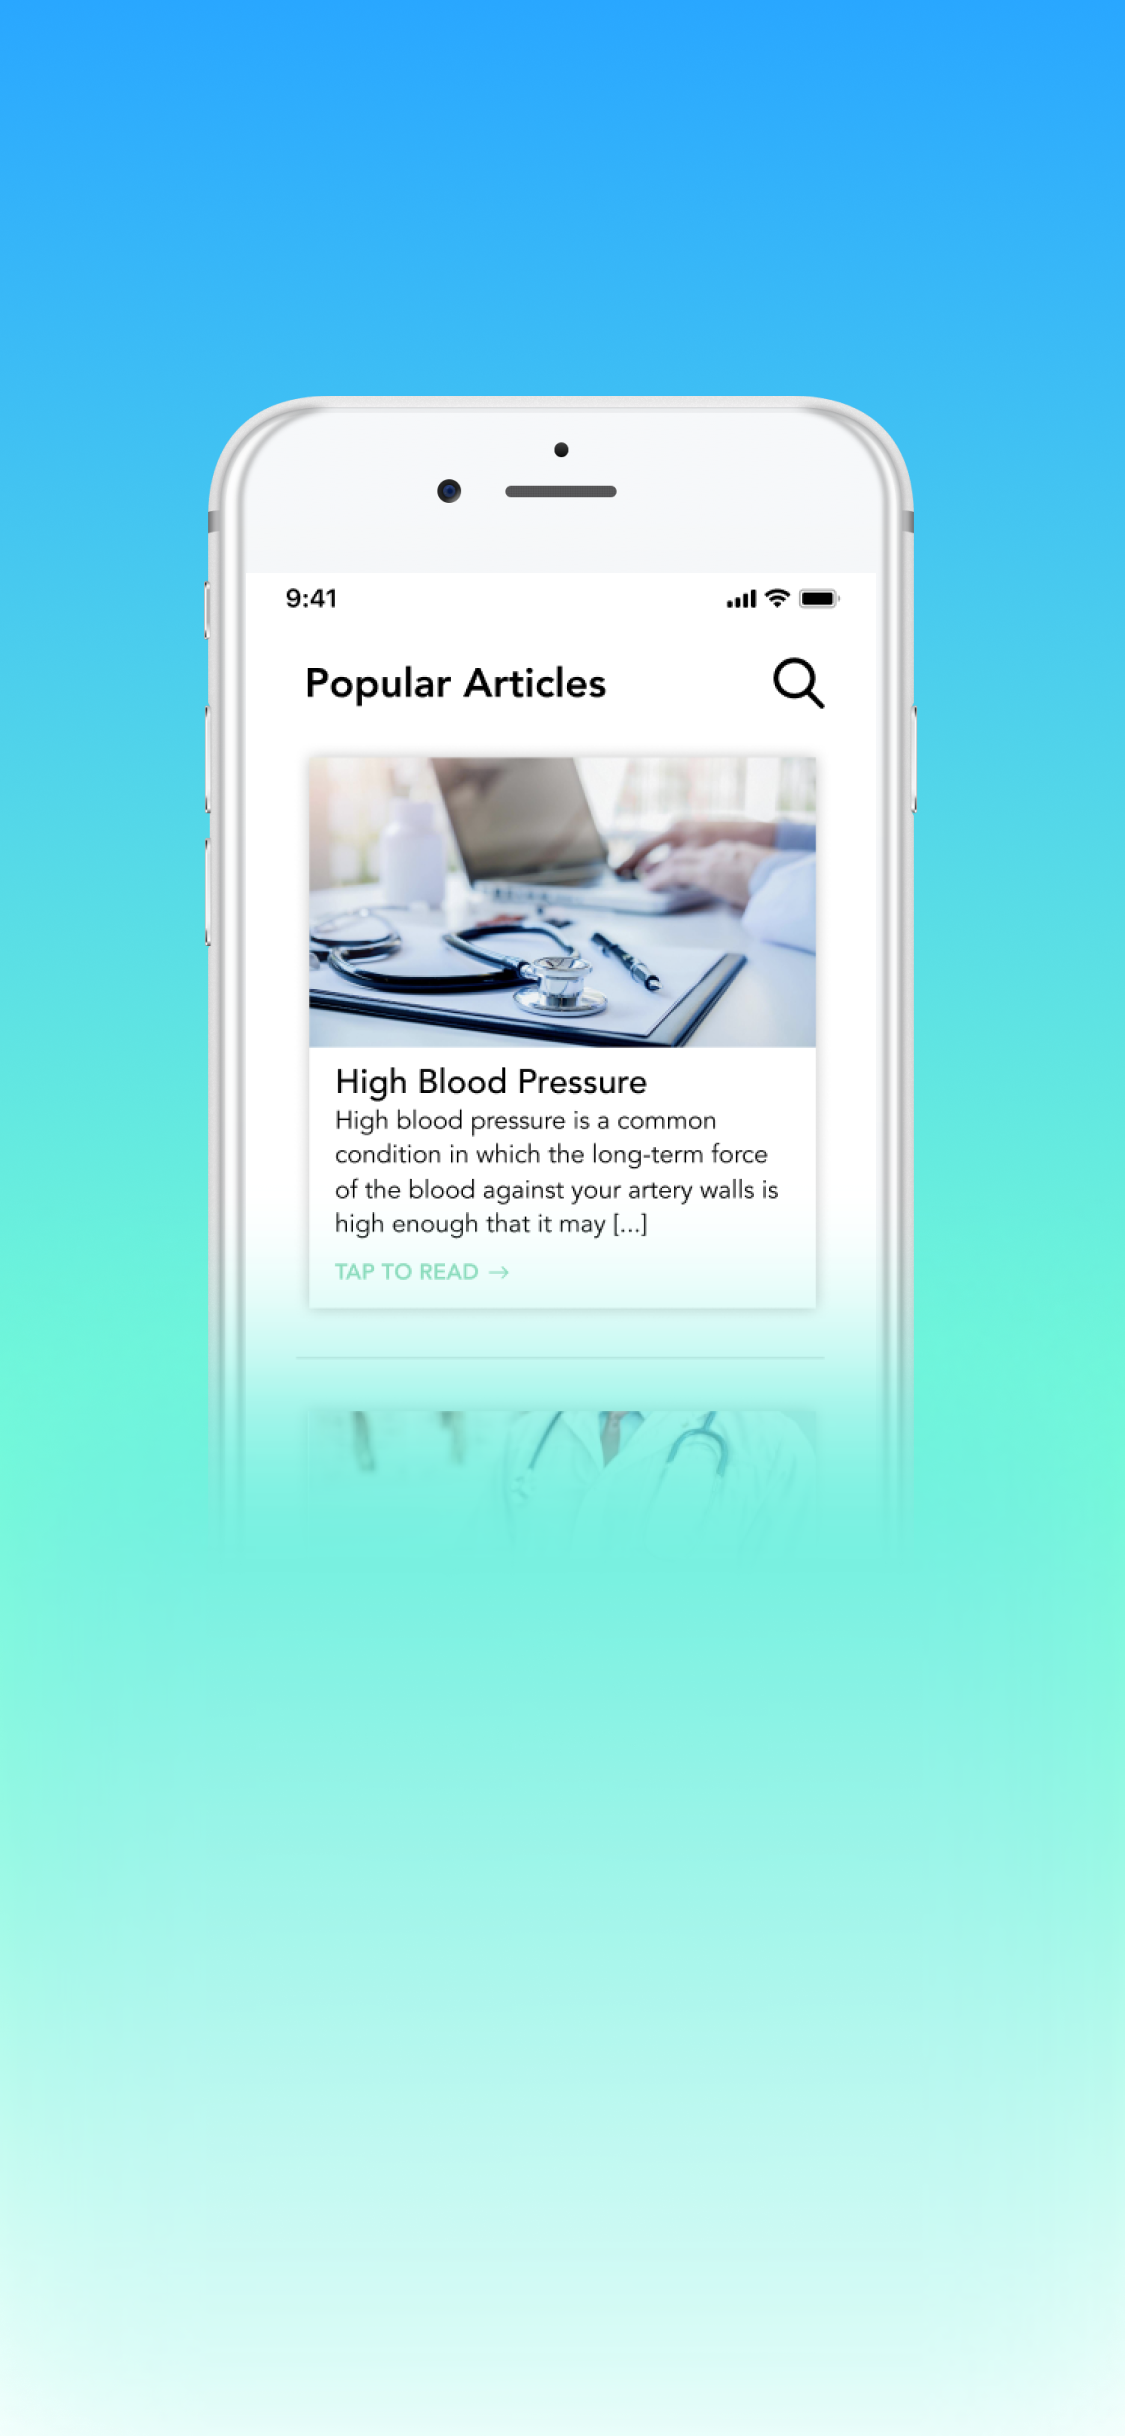 9:41
Popular Articles
High Blood Pressure
High blood pressure is a common
condition in which the long-term force
of the blood against your artery walls is
high enough that it may [...]
TAP TO READ →